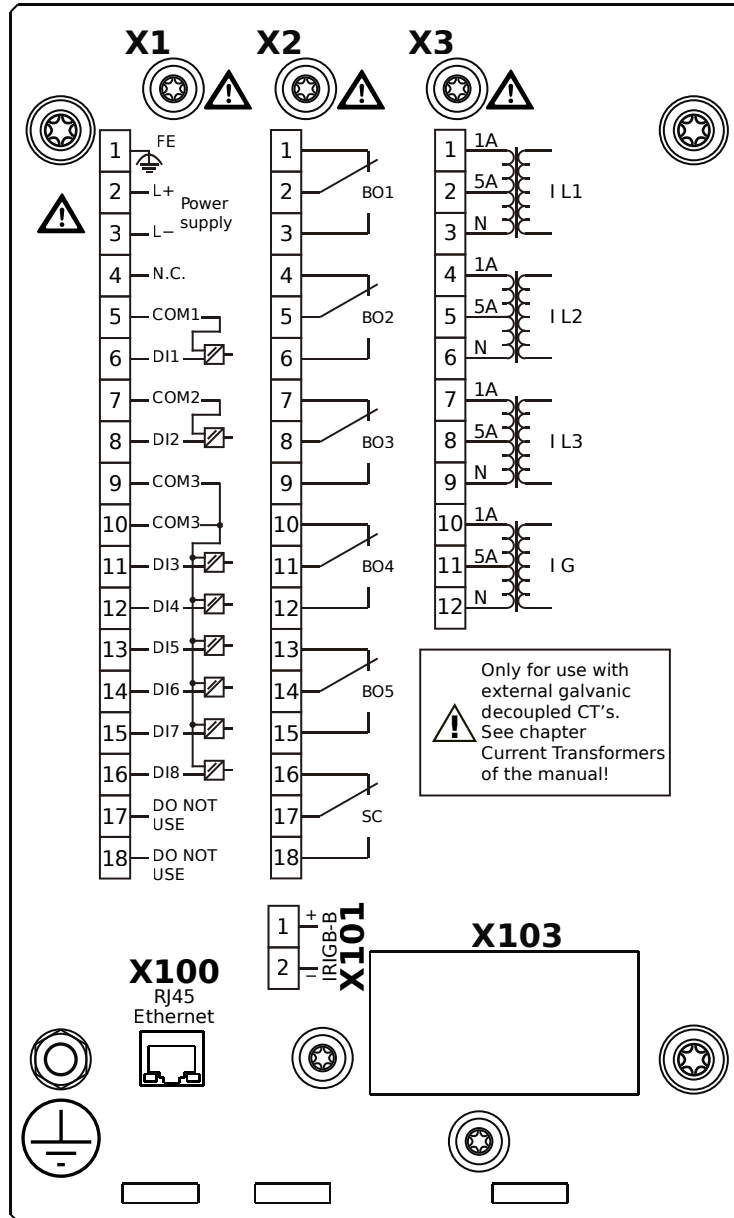 X1 X2 X3
1 FE
2 L+
Power
supply
3 L−
4 N.C.
5 COM1
6 DI1
7 COM2
8 DI2
9 COM3
10 COM3
11 DI3
12 DI4
13 DI5
14 DI6
15 DI7
16 DI8
17 DO NOT
USE
18 DO NOT
USE
1
2 BO1
3
4
5 BO2
6
7
8 BO3
9
10
11 BO4
12
13
14 BO5
15
16
17 SC
18
1 1A
2 5A I L1
3 N
4 1A
5 5A I L2
6 N
7 1A
8 5A I L3
9 N
10 1A
11 5A I G
12 N
!
!
!
!
!
Only for use with
external galvanic
decoupled CT’s.
See chapter
Current Transformers
of the manual!
1 +
2 −
IRIGB-B
X101
X103
X100
RJ45
Ethernet